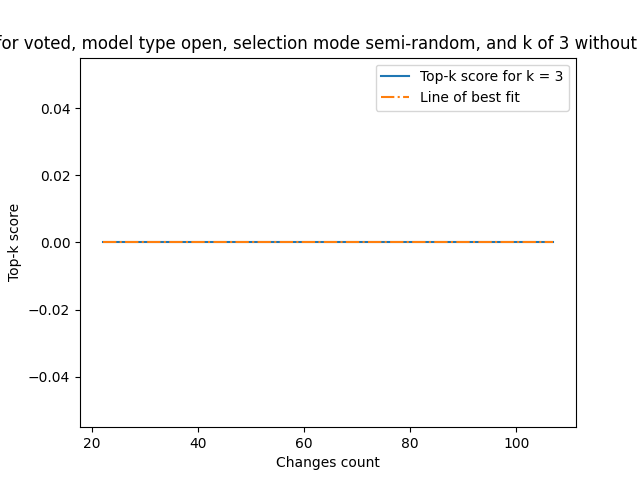 for voted, model type open, selection mode semi-random, and k of 3 without
Top-k score for k = 3
Line of best fit
0.04
0.02
0.00
−0.02
−0.04
Top-k score
20 40 60 80 100
Changes count